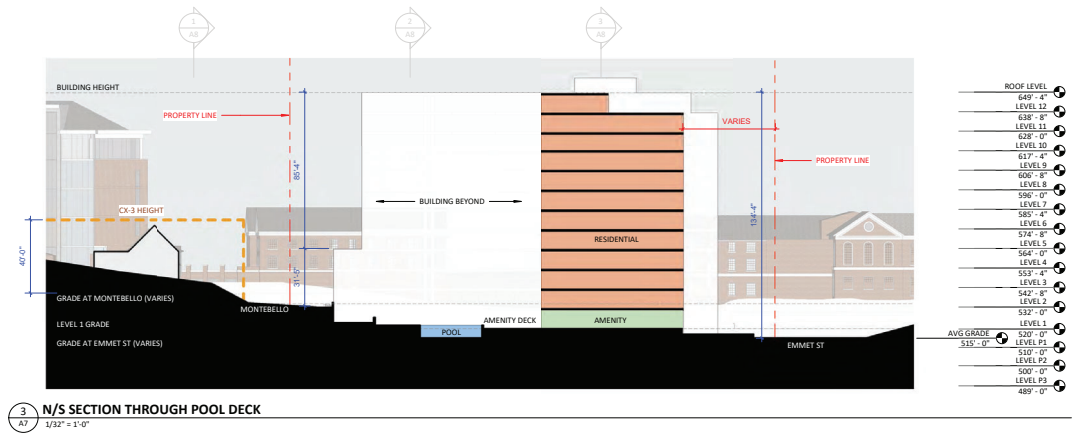 1
A8
2
A8
3
A8
BUILDING HEIGHT
PROPERTY LINE
VARIES
PROPERTY LINE
85'-4"
31'-5"
134'-4"
40'-0"
CX-3 HEIGHT
BUILDING BEYOND
RESIDENTIAL
GRADE AT MONTEBELLO (VARIES)
MONTEBELLO
LEVEL 1 GRADE
AMENITY DECK
AMENITY
POOL
GRADE AT EMMET ST (VARIES)
EMMET ST
ROOF LEVEL
649' - 4"
LEVEL 12
638' - 8"
LEVEL 11
628' - 0"
LEVEL 10
617' - 4"
LEVEL 9
606' - 8"
LEVEL 8
596' - 0"
LEVEL 7
585' - 4"
LEVEL 6
574' - 8"
LEVEL 5
564' - 0"
LEVEL 4
553' - 4"
LEVEL 3
542' - 8"
LEVEL 2
532' - 0"
LEVEL 1
520' - 0"
AVG GRADE
515' - 0"
LEVEL P1
510' - 0"
LEVEL P2
500' - 0"
LEVEL P3
489' - 0"
3
A7
N/S SECTION THROUGH POOL DECK
1/32" = 1'-0"